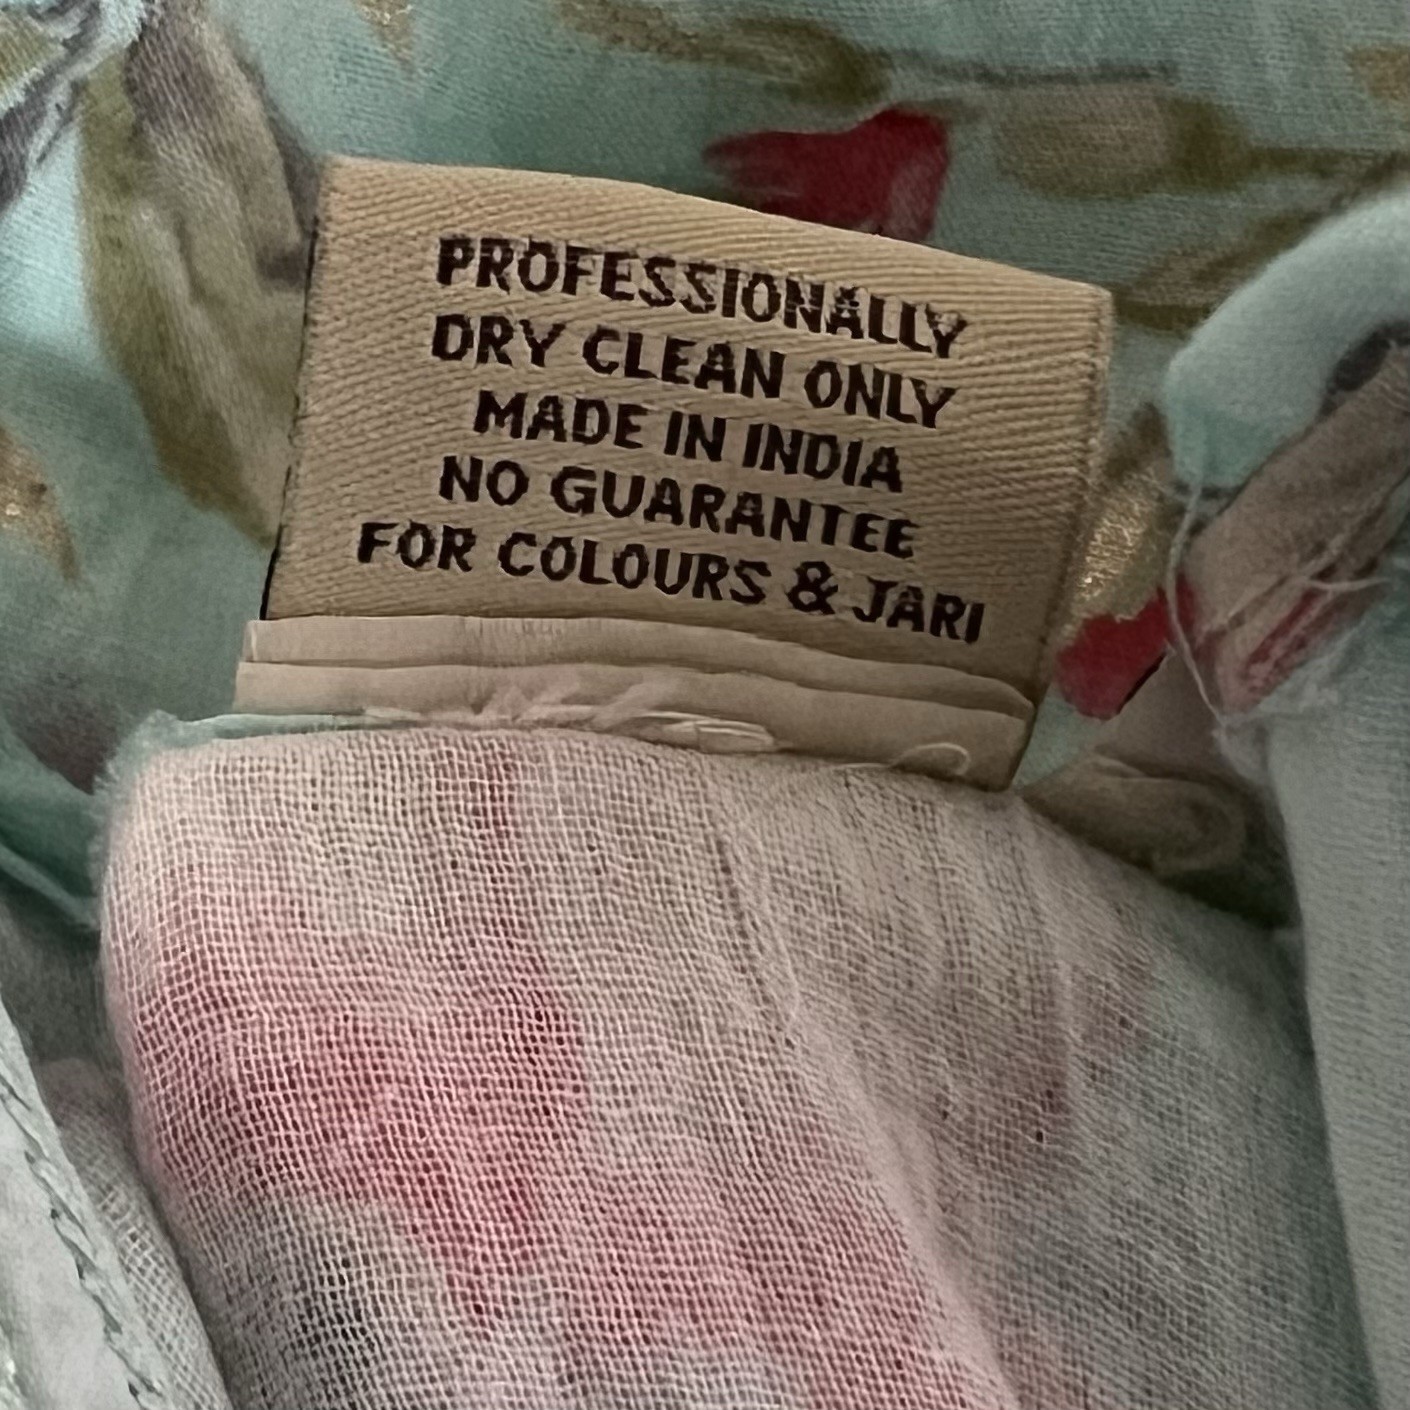 PROFESSIONALLY
DRY CLEAN ONLY
MADE IN INDIA
NO GUARANTEE
FOR COLOURS & JARI